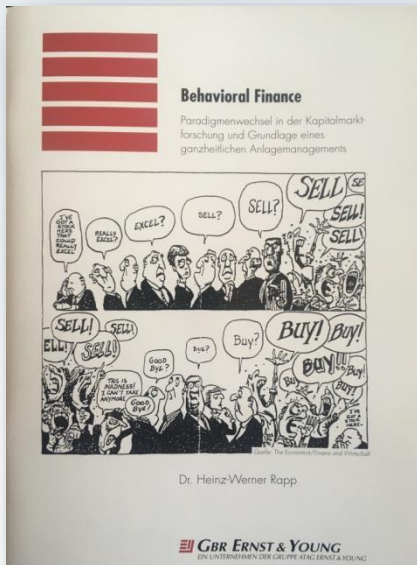 Behavioral Finance
Paradigmenwechsel in der Kapitalmarkt-
forschung und Grundlage eines
ganzheitlichen Anlagemanagements
I'VE
GOT A
STOCK
HERE
THAT
COULD
REALLY
EXCEL
REALLY
EXCEL?
EXCEL?
SELL?
SELL?
SELL
SE
SELL!
SELL!
SELL!
ELL!
SELL!
SELL!
THIS IS
MADNESS!
I CAN'T TAKE
ANYMORE
GOOD
BYE!
GOOD
BYE?
BYE?
Buy?
BUY!
BUY!
BUY!!
BUY!
Quelle: The Economist/Finanz und Wirtschaft
Dr. Heinz-Werner Rapp
GBR ERNST & YOUNG
EIN UNTERNEHMEN DER GRUPPE ATAG ERNST & YOUNG